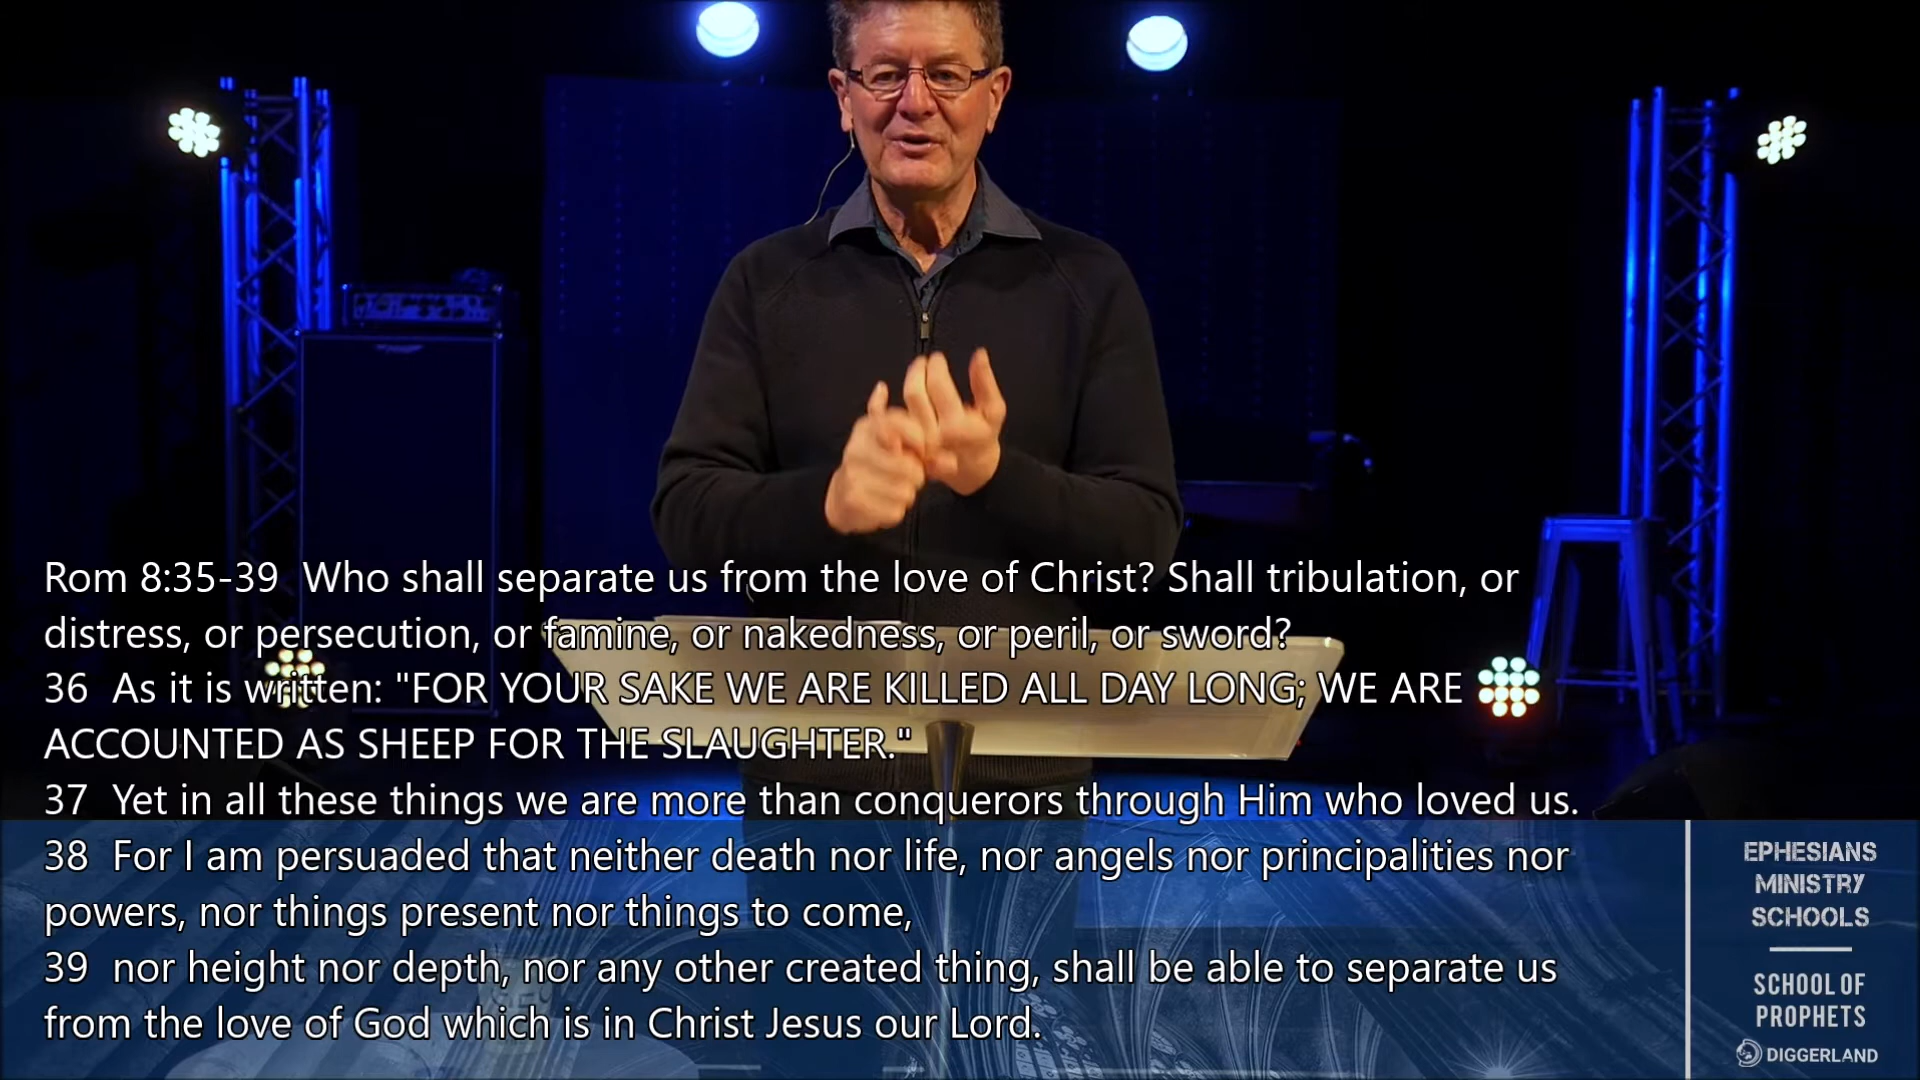 Rom 8:35-39  Who shall separate us from the love of Christ? Shall tribulation, or
distress, or persecution, or famine, or nakedness, or peril, or sword?
36  As it is written: "FOR YOUR SAKE WE ARE KILLED ALL DAY LONG; WE ARE
ACCOUNTED AS SHEEP FOR THE SLAUGHTER."
37  Yet in all these things we are more than conquerors through Him who loved us.
38  For I am persuaded that neither death nor life, nor angels nor principalities nor
powers, nor things present nor things to come,
39  nor height nor depth, nor any other created thing, shall be able to separate us
from the love of God which is in Christ Jesus our Lord.
EPHESIANS
MINISTRY
SCHOOLS
SCHOOL OF
PROPHETS
DIGGERLAND